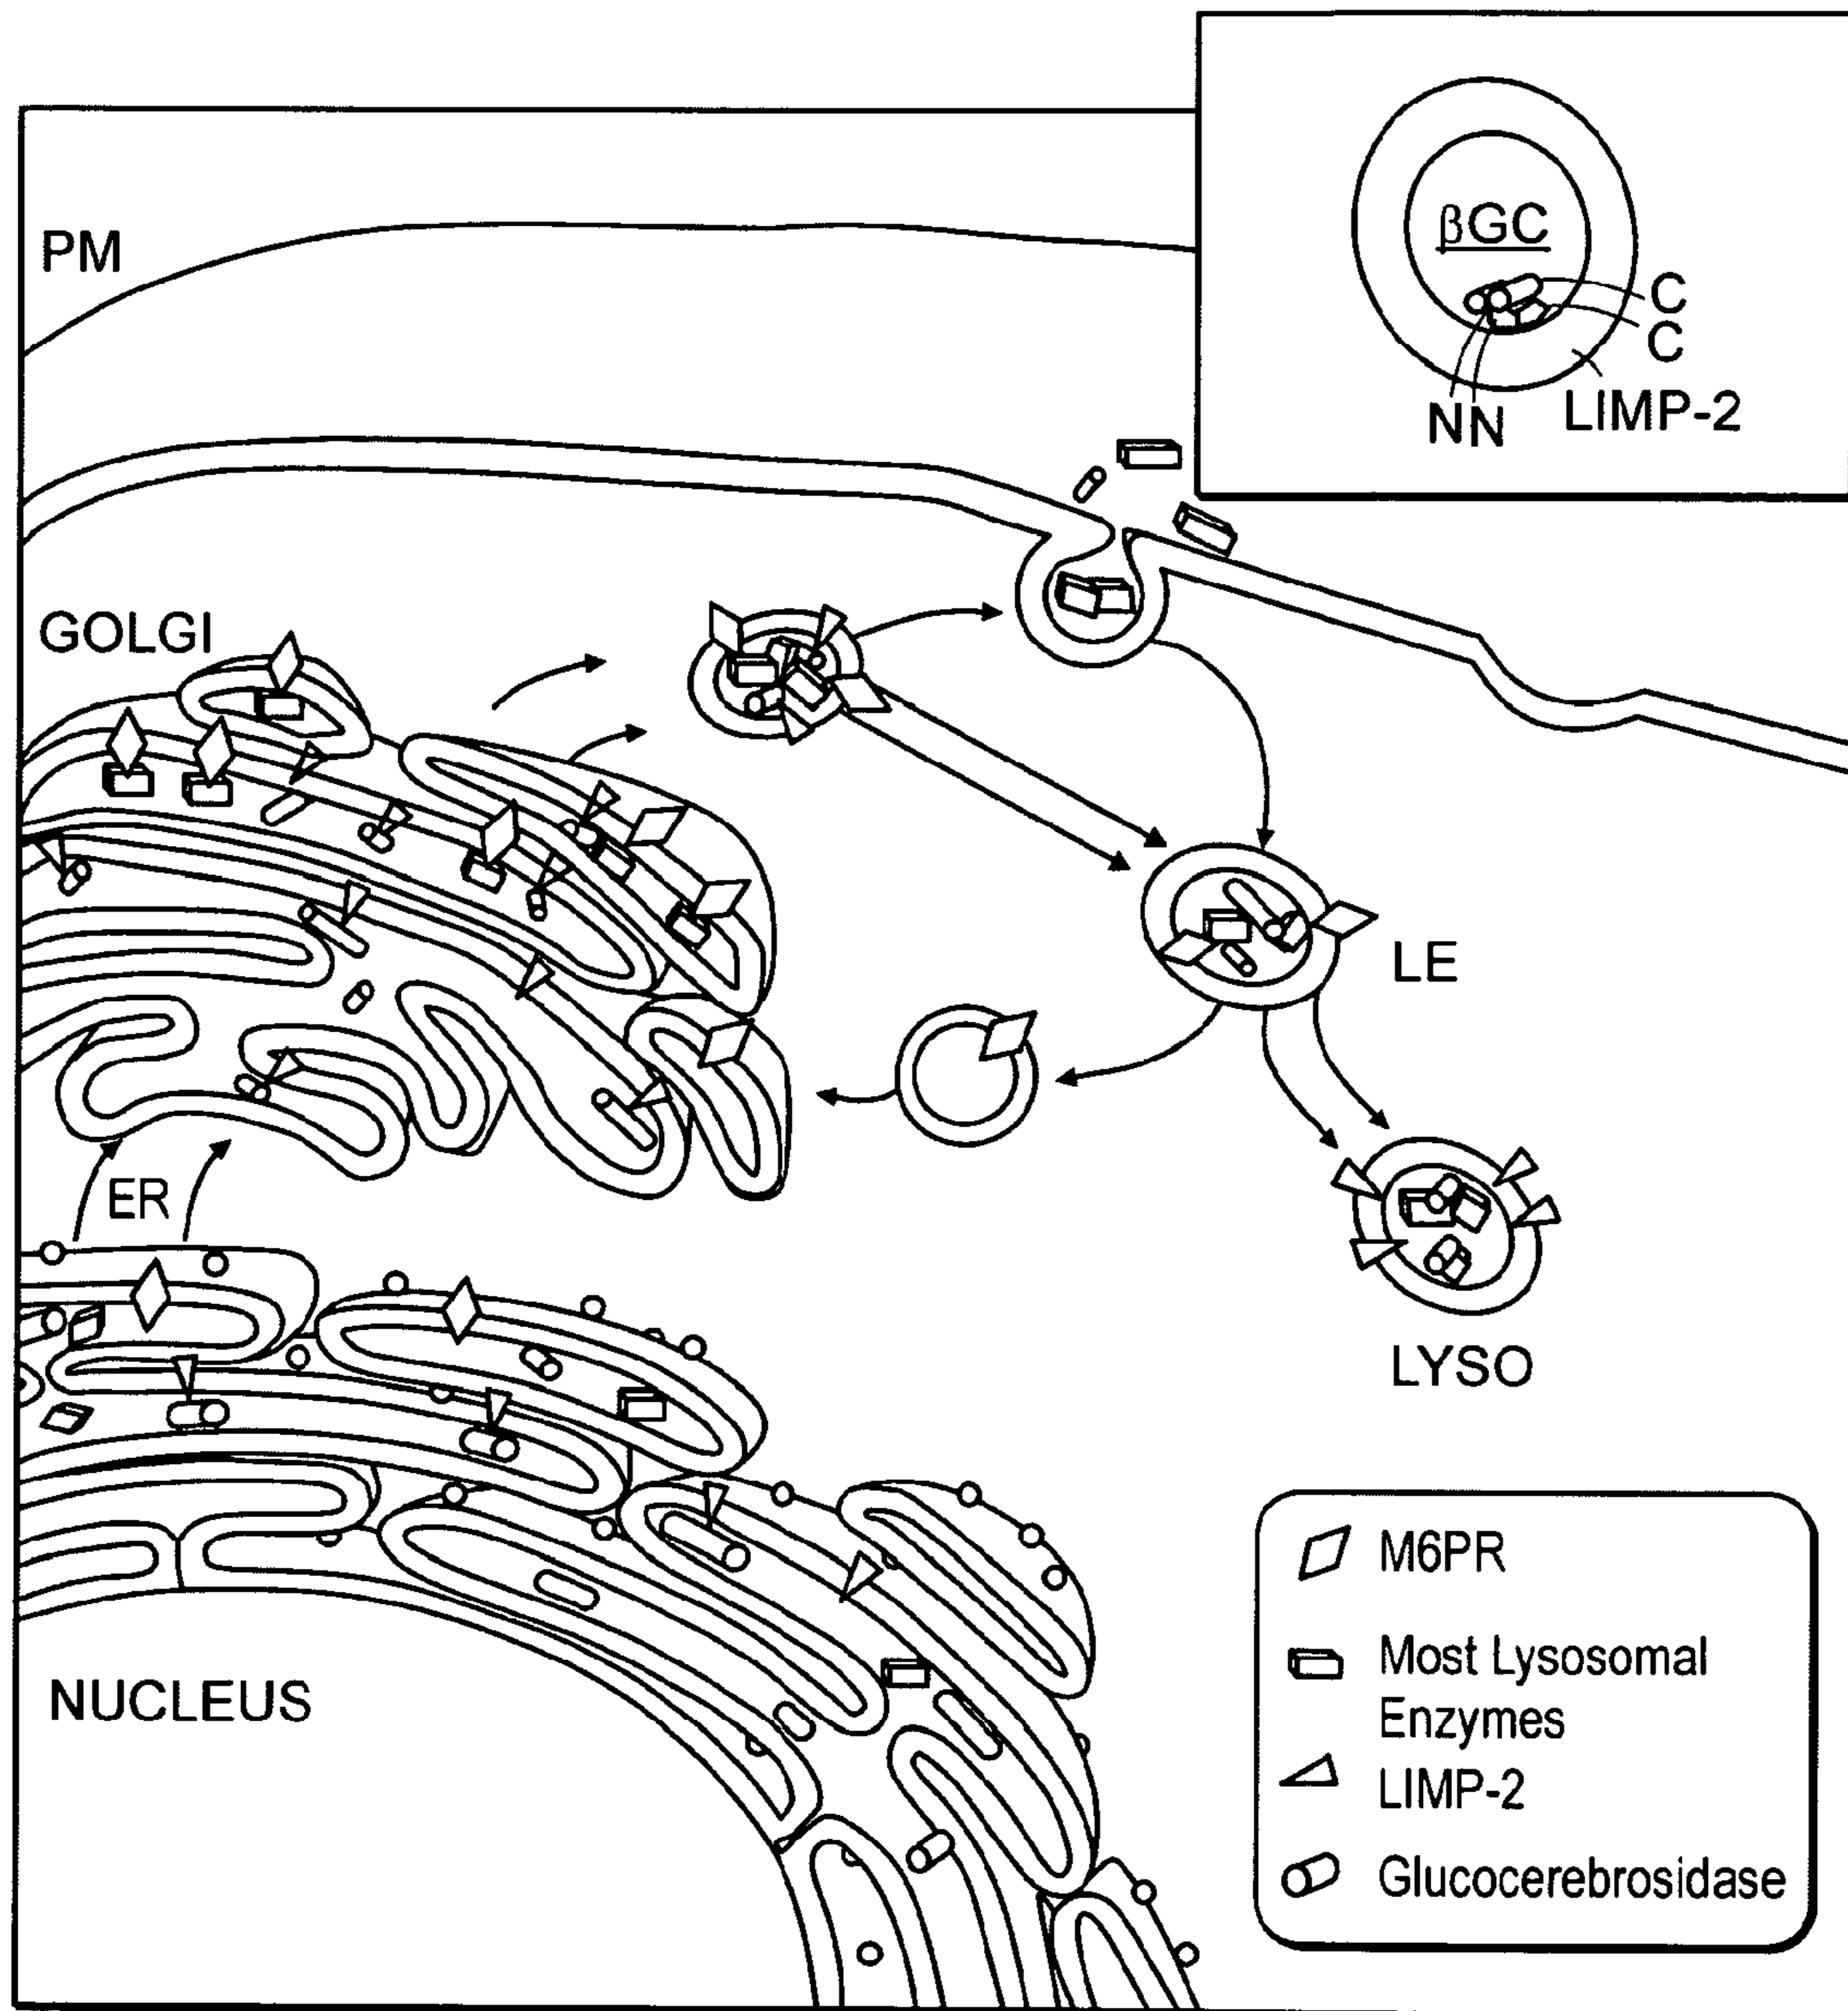 PM
βGC
C
C
NN
LIMP-2
GOLGI
LE
ER
LYSO
NUCLEUS
M6PR
Most Lysosomal
Enzymes
LIMP-2
Glucocerebrosidase